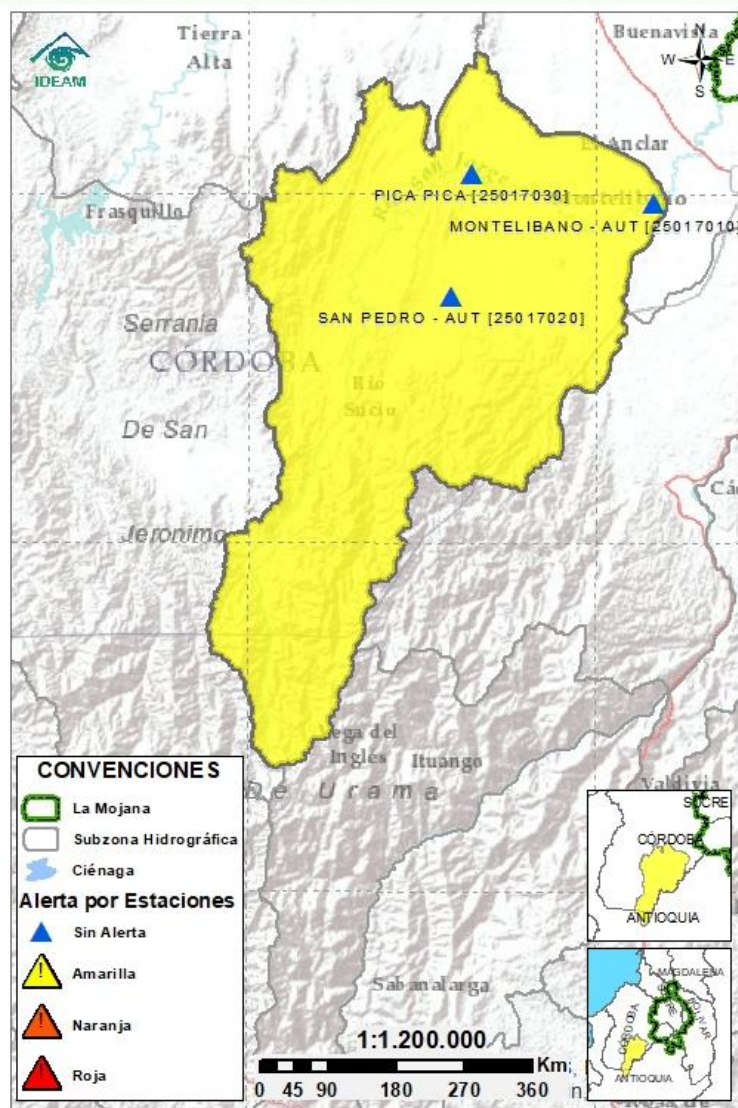 Tierra
Alta
Buenavista
IDEAM
N
W
E
S
El Anclar
PICA PICA [25017030]
Montelibano
Frasquillo
MONTELIBANO - AUT [25017010]
SAN PEDRO - AUT [25017020]
Serrania
CÓRDOBA
Rio
Sucio
De San
Jeronimo
Ingles
Ituango
De Urama
Valdivia
Sabanalarga
CONVENCIONES
La Mojana
Subzona Hidrográfica
Ciénaga
Alerta por Estaciones
Sin Alerta
Amarilla
Naranja
Roja
SUCRE
CÓRDOBA
ANTIOQUIA
MAGDALENA
CÓRDOBA
BOLIVAR
ANTIOQUIA
1:1.200.000
Km
0 45 90 180 270 360